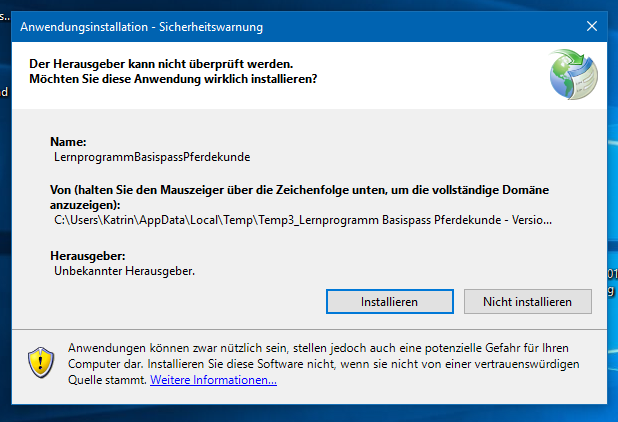 s..
Anwendungsinstallation - Sicherheitswarnung
Der Herausgeber kann nicht überprüft werden.
Möchten Sie diese Anwendung wirklich installieren?
nd
Name:
LernprogrammBasispassPferdekunde
Von (halten Sie den Mauszeiger über die Zeichenfolge unten, um die vollständige Domäne
anzuzeigen):
C:\Users\Katrin\AppData\Local\Temp\Temp3_Lernprogramm Basispass Pferdekunde - Versio...
Herausgeber:
Unbekannter Herausgeber.
01
g
Installieren
Nicht installieren
Anwendungen können zwar nützlich sein, stellen jedoch auch eine potenzielle Gefahr für Ihren
Computer dar. Installieren Sie diese Software nicht, wenn sie nicht von einer vertrauenswürdigen
Quelle stammt. Weitere Informationen...